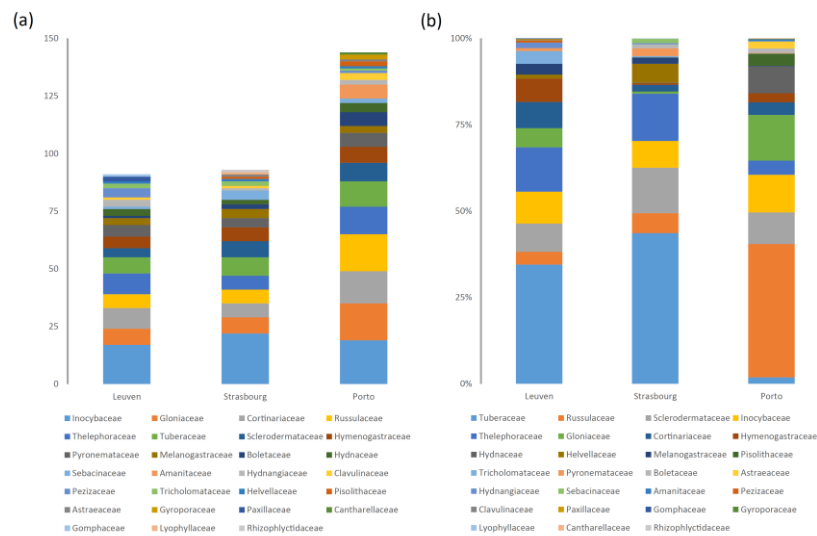 (a)
150
125
100
75
50
25
0
Leuven Strasbourg Porto
Inocybaceae Gloniaceae Cortinariaceae Russulaceae
Thelephoraceae Tuberaceae Sclerodermataceae Hymenogastraceae
Pyronemataceae Melanogastraceae Boletaceae Hydnaceae
Sebacinaceae Amanitaceae Hydnangiaceae Clavulinaceae
Pezizaceae Tricholomataceae Helvellaceae Pisolithaceae
Astraeaceae Gyroporaceae Paxillaceae Cantharellaceae
Gomphaceae Lyophyllaceae Rhizophlyctidaceae
(b)
100%
75%
50%
25%
0%
Leuven Strasbourg Porto
Tuberaceae Russulaceae Sclerodermataceae Inocybaceae
Thelephoraceae Gloniaceae Cortinariaceae Hymenogastraceae
Hydnaceae Helvellaceae Melanogastraceae Pisolithaceae
Tricholomataceae Pyronemataceae Boletaceae Astraeaceae
Hydnangiaceae Sebacinaceae Amanitaceae Pezizaceae
Clavulinaceae Paxillaceae Gomphaceae Gyroporaceae
Lyophyllaceae Cantharellaceae Rhizophlyctidaceae